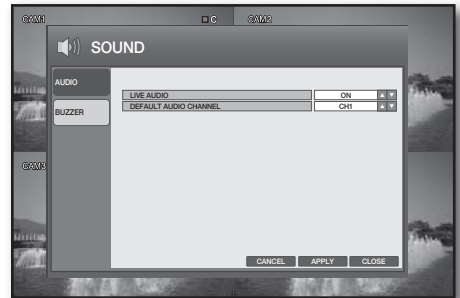 CAM1 C CAM2
SOUND
AUDIO
LIVE AUDIO ON
DEFAULT AUDIO CHANNEL CH1
BUZZER
CAM3
CANCEL APPLY CLOSE